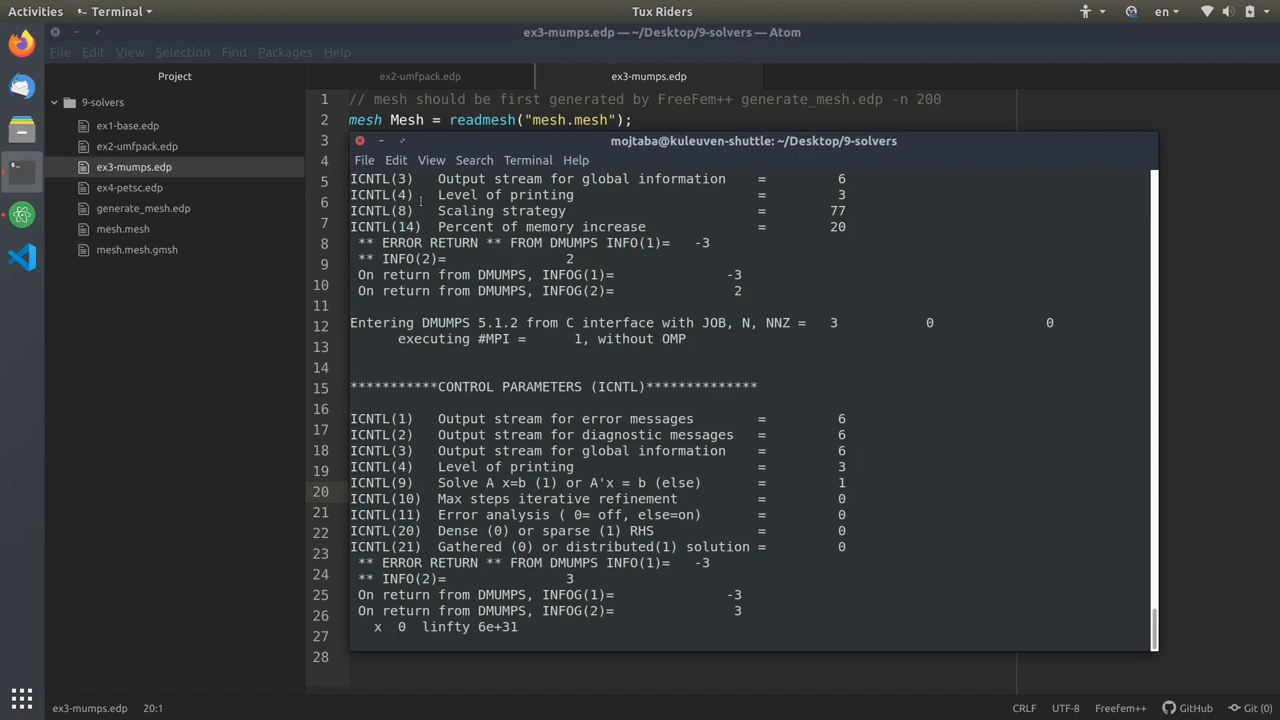 Activities Terminal Tux Riders en
ex3-mumps.edp — ~/Desktop/9-solvers — Atom
File Edit View Selection Find Packages Help
Project ex2-umfpack.edp ex3-mumps.edp
9-solvers
ex1-base.edp
ex2-umfpack.edp
ex3-mumps.edp
ex4-petsc.edp
generate_mesh.edp
mesh.mesh
mesh.mesh.gmsh
1 // mesh should be first generated by FreeFem++ generate_mesh.edp -n 200
2 mesh Mesh = readmesh("mesh.mesh");
3
4
5
6
7
8
9
10
11
12
13
14
15
16
17
18
19
20
21
22
23
24
25
26
27
28
mojtaba@kuleuven-shuttle: ~/Desktop/9-solvers
File Edit View Search Terminal Help
ICNTL(3) Output stream for global information = 6
ICNTL(4) Level of printing = 3
ICNTL(8) Scaling strategy = 77
ICNTL(14) Percent of memory increase = 20
** ERROR RETURN ** FROM DMUMPS INFO(1)= -3
** INFO(2)= 2
On return from DMUMPS, INFOG(1)= -3
On return from DMUMPS, INFOG(2)= 2
Entering DMUMPS 5.1.2 from C interface with JOB, N, NNZ = 3 0 0
executing #MPI = 1, without OMP
***********CONTROL PARAMETERS (ICNTL)**************
ICNTL(1) Output stream for error messages = 6
ICNTL(2) Output stream for diagnostic messages = 6
ICNTL(3) Output stream for global information = 6
ICNTL(4) Level of printing = 3
ICNTL(9) Solve A x=b (1) or A'x = b (else) = 1
ICNTL(10) Max steps iterative refinement = 0
ICNTL(11) Error analysis ( 0= off, else=on) = 0
ICNTL(20) Dense (0) or sparse (1) RHS = 0
ICNTL(21) Gathered (0) or distributed(1) solution = 0
** ERROR RETURN ** FROM DMUMPS INFO(1)= -3
** INFO(2)= 3
On return from DMUMPS, INFOG(1)= -3
On return from DMUMPS, INFOG(2)= 3
x 0 linfty 6e+31
ex3-mumps.edp 20:1 CRLF UTF-8 Freefem++ GitHub Git (0)